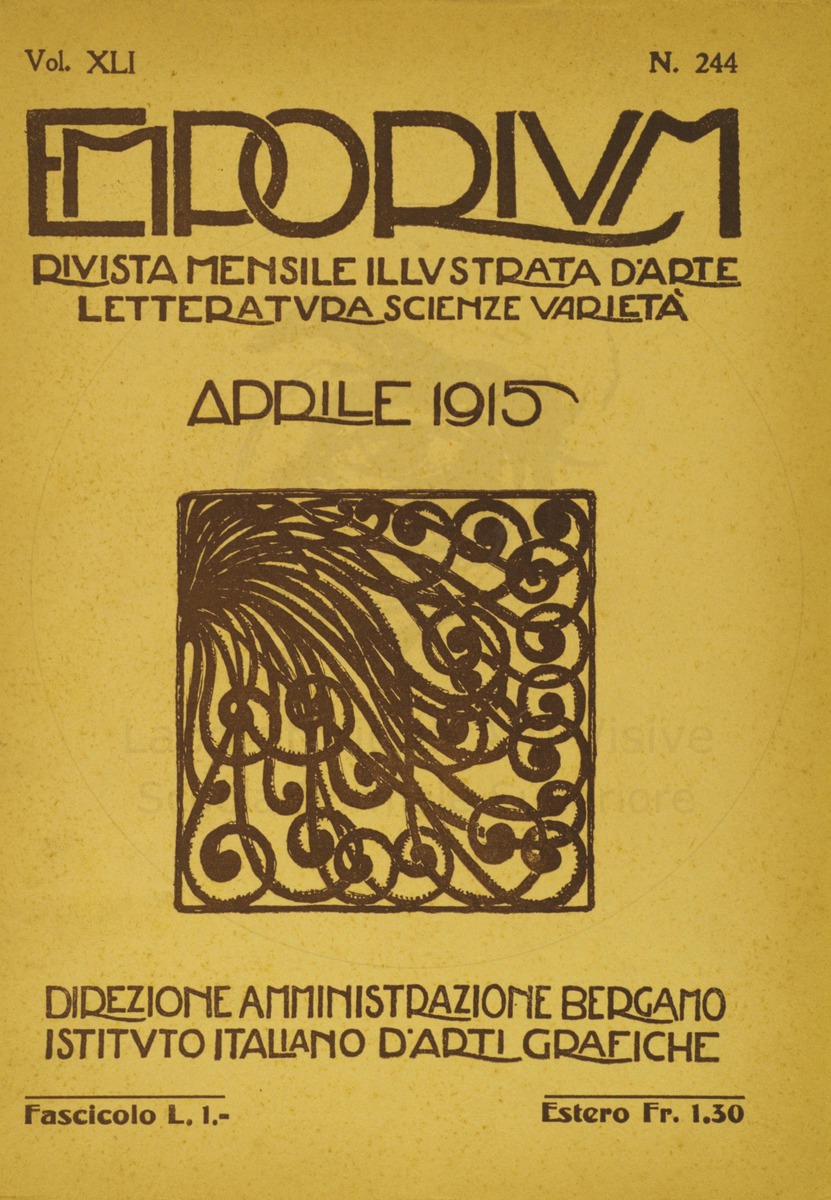 Vol. XLI
N. 244
EMPORIVM
RIVISTA MENSILE ILLVSTRATA D'ARTE
LETTERATVRA SCIENZE VARIETÀ
APRILE 1915
DIREZIONE AMMINISTRAZIONE BERGAMO
ISTITVTO ITALIANO D'ARTI GRAFICHE
Fascicolo L. 1.-
Estero Fr. 1.30